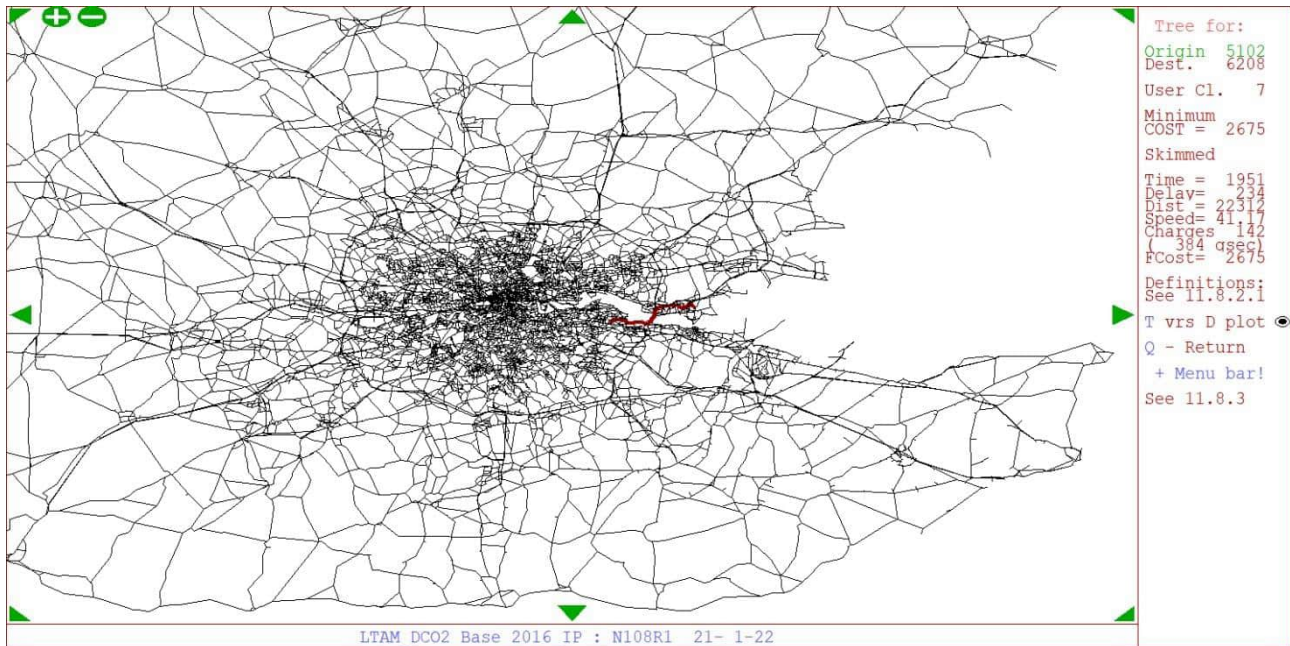 Tree for:
Origin 5102
Dest. 6208
User Cl. 7
Minimum
COST = 2675
Skimmed
Time = 1951
Delay= 234
Dist = 22312
Speed= 41.17
Charges 142
( 384 gsec)
FCost= 2675
Definitions:
See 11.8.2.1
T vrs D plot
Q - Return
+ Menu bar!
See 11.8.3
LTAM DCO2 Base 2016 IP : N108R1 21- 1-22